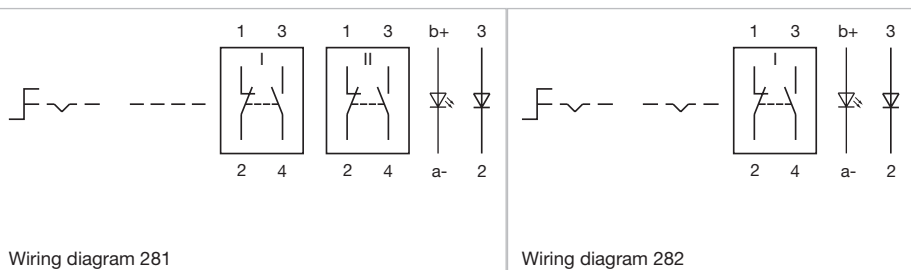 1 3 1 3 b+ 3
I II
2 4 2 4 a- 2
Wiring diagram 281
1 3 b+ 3
I
2 4 a- 2
Wiring diagram 282